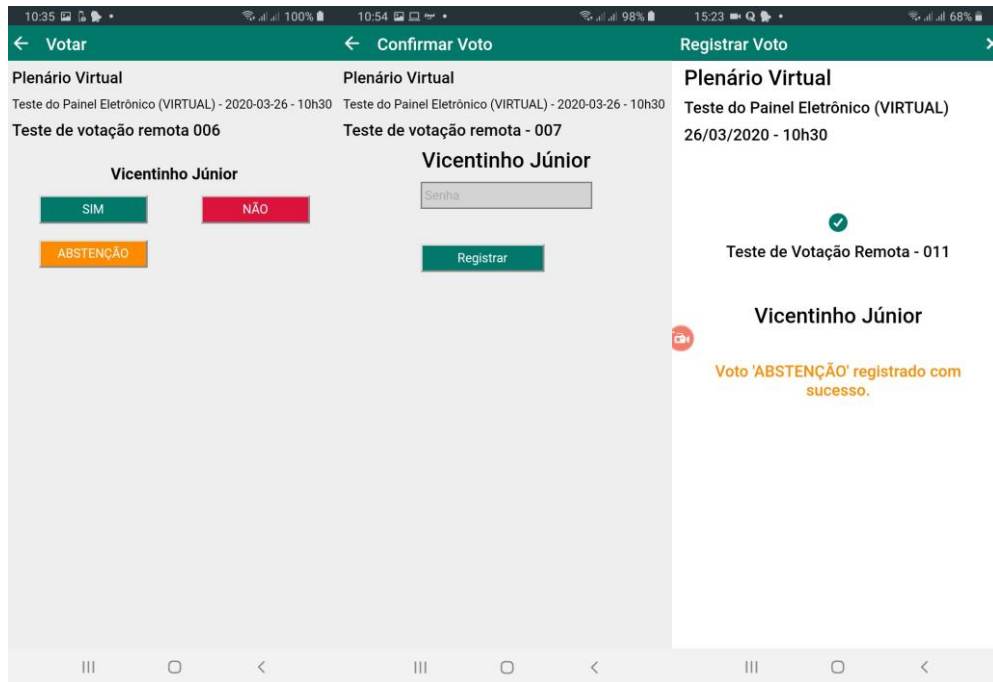 10:35 100%
Votar
Plenário Virtual
Teste do Painel Eletrônico (VIRTUAL) - 2020-03-26 - 10h30
Teste de votação remota 006
Vicentinho Júnior
SIM NÃO
ABSTENÇÃO
10:54 98%
Confirmar Voto
Plenário Virtual
Teste do Painel Eletrônico (VIRTUAL) - 2020-03-26 - 10h30
Teste de votação remota - 007
Vicentinho Júnior
Senha
Registrar
15:23 Q 68%
Registrar Voto
Plenário Virtual
Teste do Painel Eletrônico (VIRTUAL)
26/03/2020 - 10h30
Teste de Votação Remota - 011
Vicentinho Júnior
Voto 'ABSTENÇÃO' registrado com
sucesso.